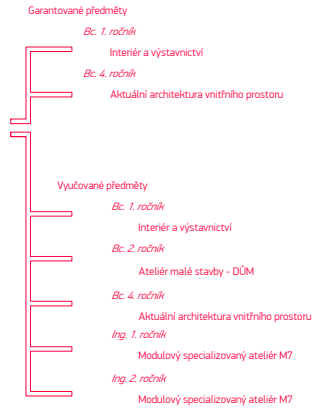 Garantované předměty
Bc. 1. ročník
Interiér a výstavnictví
Bc. 4. ročník
Aktuální architektura vnitřního prostoru
Vyučované předměty
Bc. 1. ročník
Interiér a výstavnictví
Bc. 2. ročník
Ateliér malé stavby - DŮM
Bc. 4. ročník
Aktuální architektura vnitřního prostoru
Ing. 1. ročník
Modulový specializovaný ateliér M7
Ing. 2. ročník
Modulový specializovaný ateliér M7